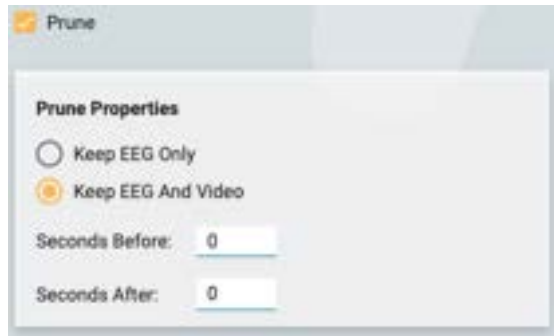 Prune
Prune Properties
Keep EEG Only
Keep EEG And Video
Seconds Before: 0
Seconds After: 0